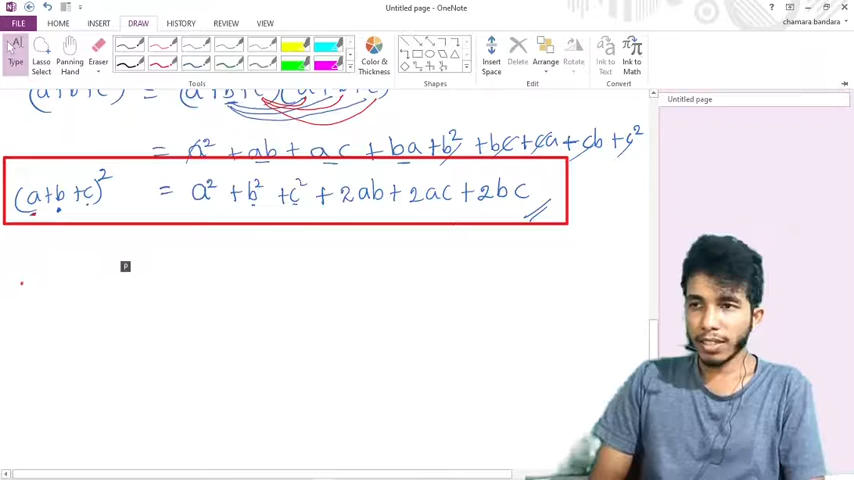 Untitled page - OneNote
chamara bandara
FILE HOME INSERT DRAW HISTORY REVIEW VIEW
Type Lasso Select Panning Hand Eraser Color & Thickness Insert Space Delete Arrange Rotate Ink to Text Ink to Math
Tools Shapes Edit Convert
Untitled page
(a+b+c) = (a+b+c)(a+b+c)
= a² + ab + ac + ba + b² + bc + ca + cb + c²
(a+b+c)² = a² + b² + c² + 2ab + 2ac + 2bc
P